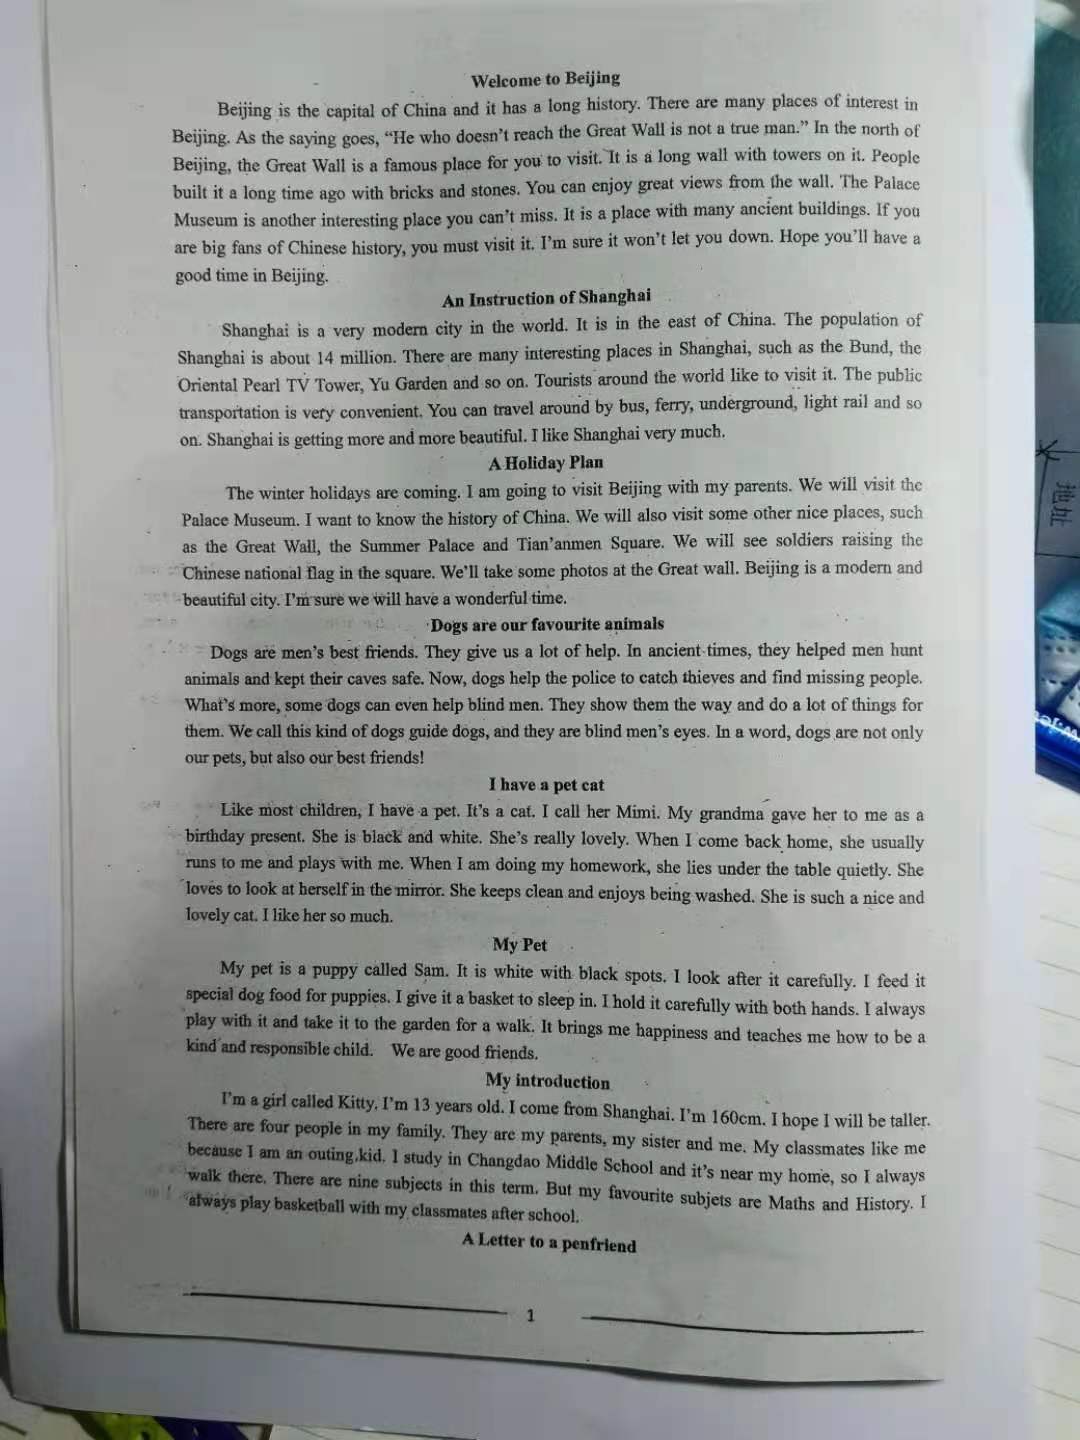 Welcome to Beijing
Beijing is the capital of China and it has a long history. There are many places of interest in
Beijing. As the saying goes, “He who doesn’t reach the Great Wall is not a true man.” In the north of
Beijing, the Great Wall is a famous place for you to visit. It is a long wall with towers on it. People
built it a long time ago with bricks and stones. You can enjoy great views from the wall. The Palace
Museum is another interesting place you can’t miss. It is a place with many ancient buildings. If you
are big fans of Chinese history, you must visit it. I’m sure it won’t let you down. Hope you’ll have a
good time in Beijing.
An Instruction of Shanghai
Shanghai is a very modern city in the world. It is in the east of China. The population of
Shanghai is about 14 million. There are many interesting places in Shanghai, such as the Bund, the
Oriental Pearl TV Tower, Yu Garden and so on. Tourists around the world like to visit it. The public
transportation is very convenient. You can travel around by bus, ferry, underground, light rail and so
on. Shanghai is getting more and more beautiful. I like Shanghai very much.
A Holiday Plan
The winter holidays are coming. I am going to visit Beijing with my parents. We will visit the
Palace Museum. I want to know the history of China. We will also visit some other nice places, such
as the Great Wall, the Summer Palace and Tian’anmen Square. We will see soldiers raising the
Chinese national flag in the square. We’ll take some photos at the Great wall. Beijing is a modern and
beautiful city. I’m sure we will have a wonderful time.
Dogs are our favourite animals
Dogs are men’s best friends. They give us a lot of help. In ancient times, they helped men hunt
animals and kept their caves safe. Now, dogs help the police to catch thieves and find missing people.
What’s more, some dogs can even help blind men. They show them the way and do a lot of things for
them. We call this kind of dogs guide dogs, and they are blind men’s eyes. In a word, dogs are not only
our pets, but also our best friends!
I have a pet cat
Like most children, I have a pet. It’s a cat. I call her Mimi. My grandma gave her to me as a
birthday present. She is black and white. She’s really lovely. When I come back home, she usually
runs to me and plays with me. When I am doing my homework, she lies under the table quietly. She
loves to look at herself in the mirror. She keeps clean and enjoys being washed. She is such a nice and
lovely cat. I like her so much.
My Pet
My pet is a puppy called Sam. It is white with black spots. I look after it carefully. I feed it
special dog food for puppies. I give it a basket to sleep in. I hold it carefully with both hands. I always
play with it and take it to the garden for a walk. It brings me happiness and teaches me how to be a
kind and responsible child. We are good friends.
My introduction
I’m a girl called Kitty. I’m 13 years old. I come from Shanghai. I’m 160cm. I hope I will be taller.
There are four people in my family. They are my parents, my sister and me. My classmates like me
because I am an outing.kid. I study in Changdao Middle School and it’s near my home, so I always
walk there. There are nine subjects in this term. But my favourite subjets are Maths and History. I
always play basketball with my classmates after school.
A Letter to a penfriend
1